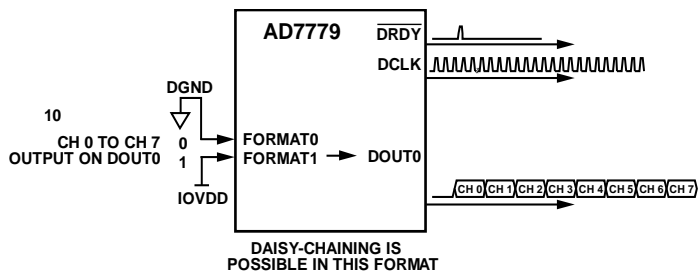 AD7779
DRDY
DCLK
DGND
10
CH 0 TO CH 7 0
OUTPUT ON DOUT0 1
FORMAT0
FORMAT1
DOUT0
IOVDD
CH 0 CH 1 CH 2 CH 3 CH 4 CH 5 CH 6 CH 7
DAISY-CHAINING IS
POSSIBLE IN THIS FORMAT